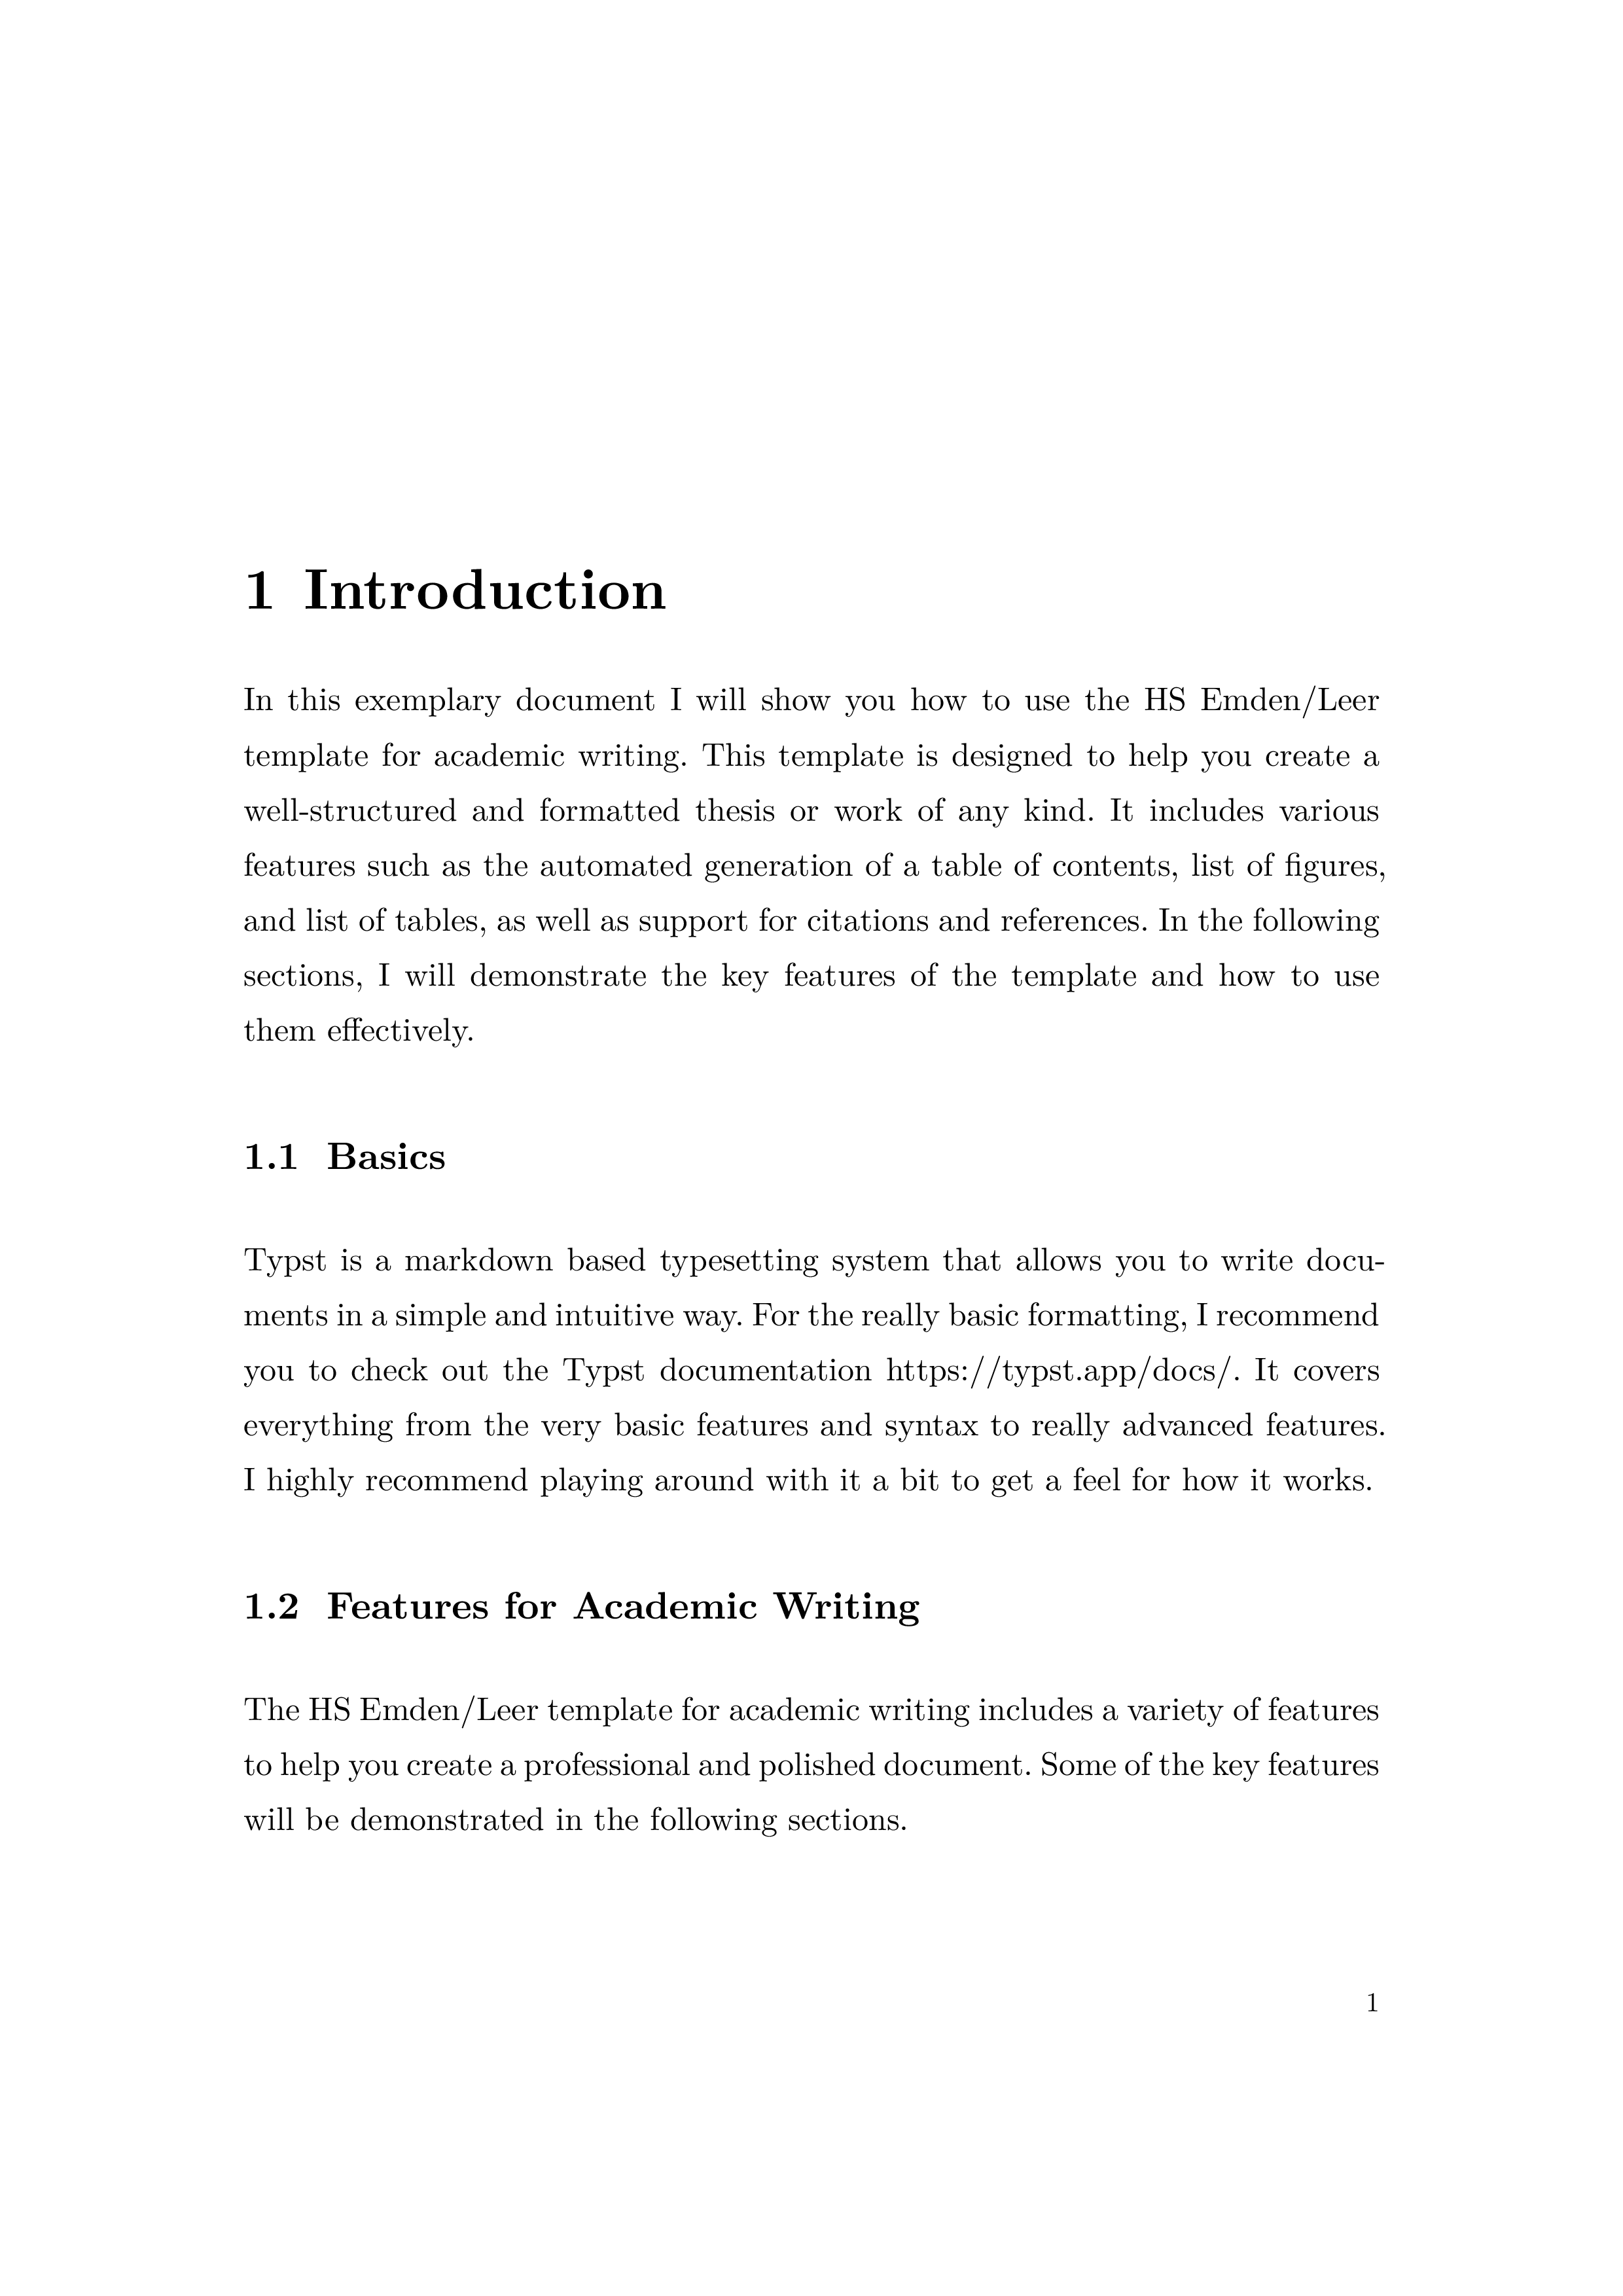 1 Introduction
In this exemplary document I will show you how to use the HS Emden/Leer
template for academic writing. This template is designed to help you create a
well-structured and formatted thesis or work of any kind. It includes various
features such as the automated generation of a table of contents, list of figures,
and list of tables, as well as support for citations and references. In the following
sections, I will demonstrate the key features of the template and how to use
them effectively.
1.1 Basics
Typst is a markdown based typesetting system that allows you to write docu-
ments in a simple and intuitive way. For the really basic formatting, I recommend
you to check out the Typst documentation https://typst.app/docs/. It covers
everything from the very basic features and syntax to really advanced features.
I highly recommend playing around with it a bit to get a feel for how it works.
1.2 Features for Academic Writing
The HS Emden/Leer template for academic writing includes a variety of features
to help you create a professional and polished document. Some of the key features
will be demonstrated in the following sections.
1